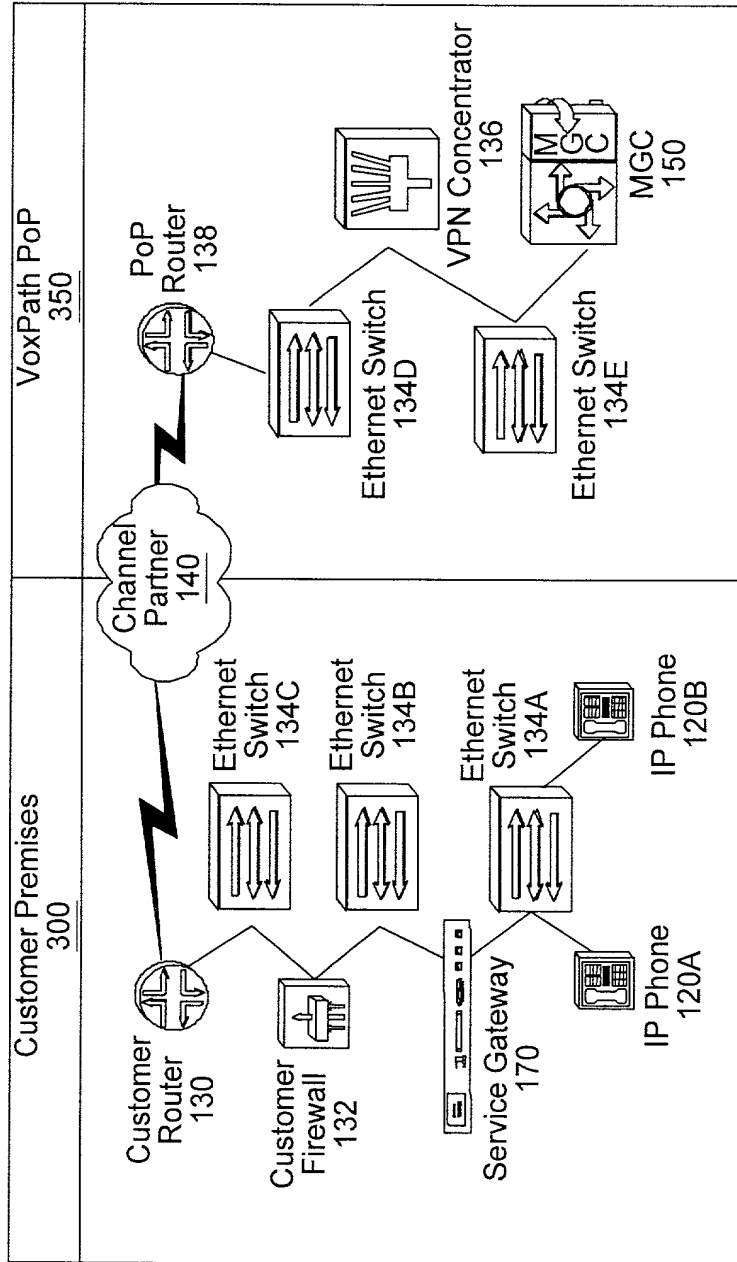 Customer Premises
300
VoxPath PoP
350
Customer
Router
130
Channel
Partner
140
PoP
Router
138
Ethernet
Switch
134C
Customer
Firewall
132
Ethernet
Switch
134B
Service Gateway
170
Ethernet
Switch
134A
IP Phone
120A
IP Phone
120B
Ethernet Switch
134D
VPN Concentrator
136
Ethernet Switch
134E
M
G
C
MGC
150